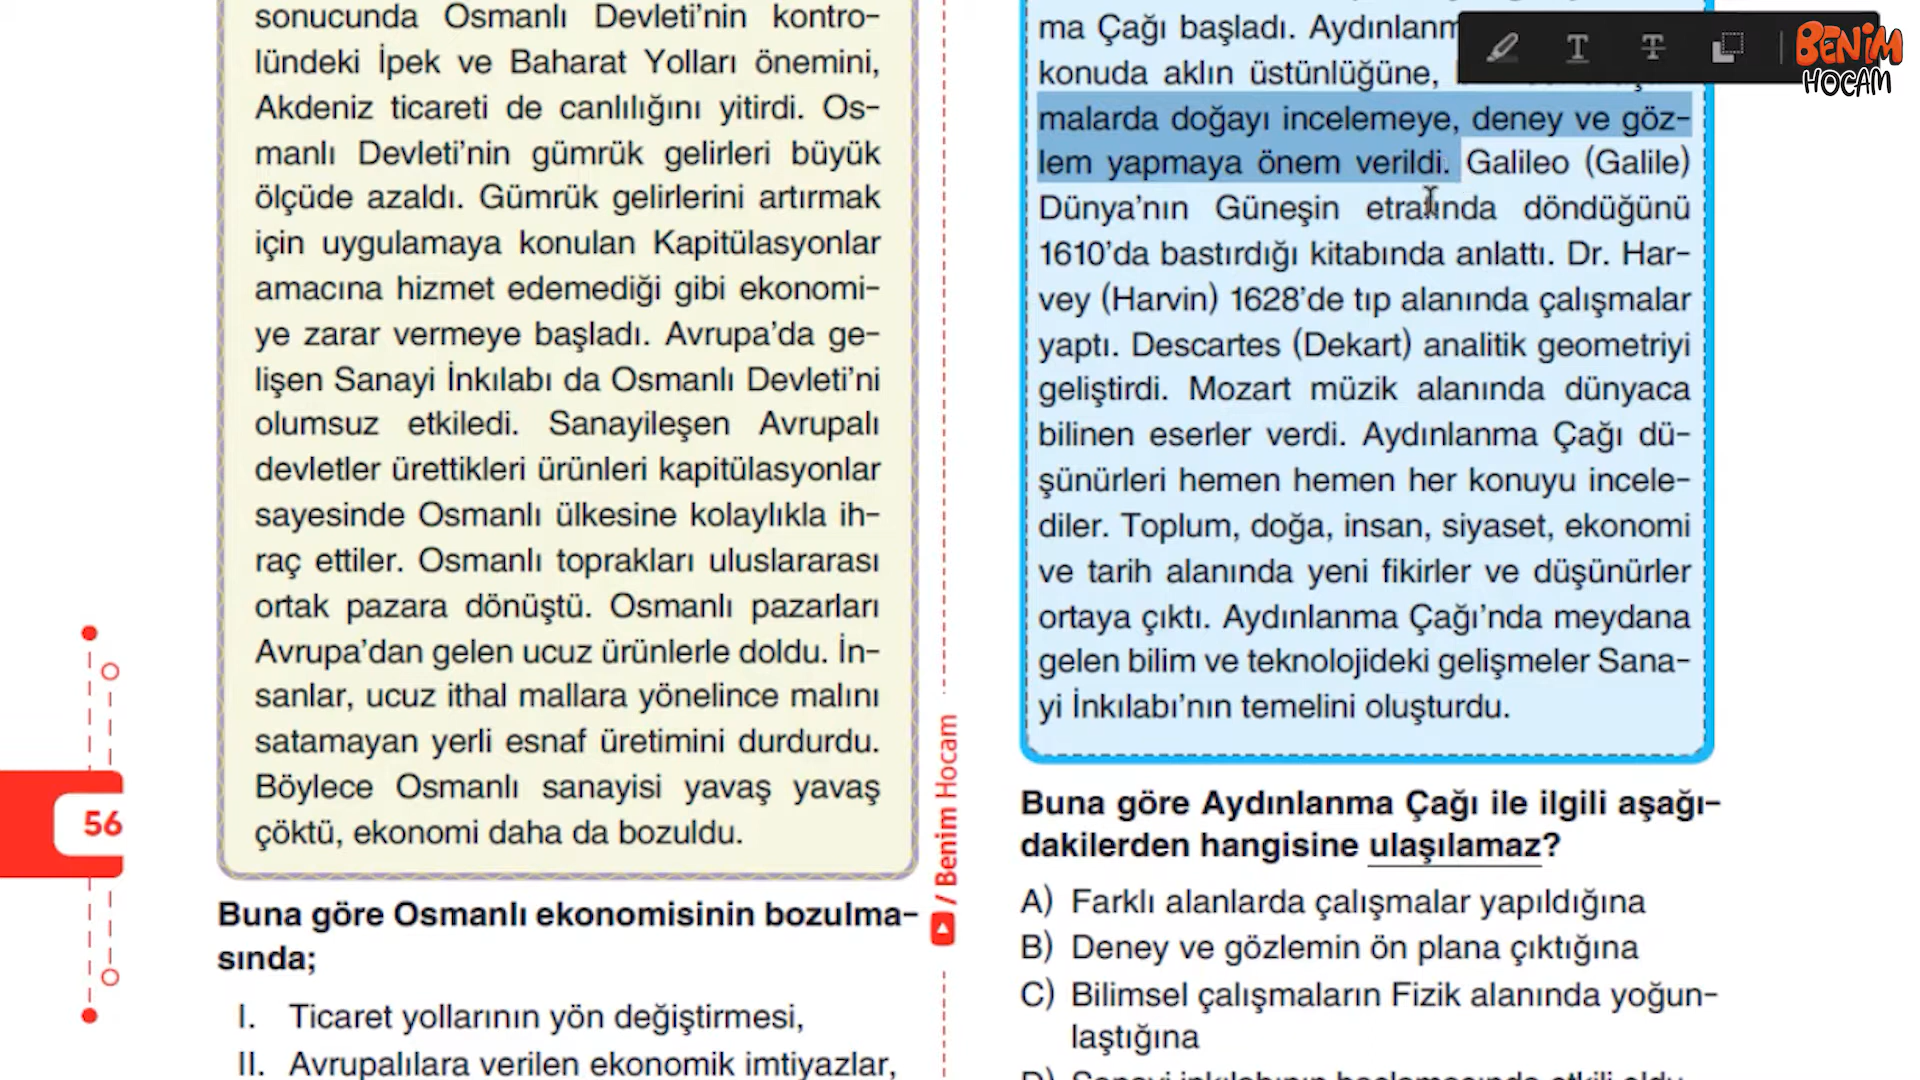 sonucunda Osmanlı Devleti'nin kontro-
lündeki İpek ve Baharat Yolları önemini,
Akdeniz ticareti de canlılığını yitirdi. Os-
manlı Devleti'nin gümrük gelirleri büyük
ölçüde azaldı. Gümrük gelirlerini artırmak
için uygulamaya konulan Kapitülasyonlar
amacına hizmet edemediği gibi ekonomi-
ye zarar vermeye başladı. Avrupa'da ge-
lişen Sanayi İnkılabı da Osmanlı Devleti'ni
olumsuz etkiledi. Sanayileşen Avrupalı
devletler ürettikleri ürünleri kapitülasyonlar
sayesinde Osmanlı ülkesine kolaylıkla ih-
raç ettiler. Osmanlı toprakları uluslararası
ortak pazara dönüştü. Osmanlı pazarları
Avrupa'dan gelen ucuz ürünlerle doldu. İn-
sanlar, ucuz ithal mallara yönelince malını
satamayan yerli esnaf üretimini durdurdu.
Böylece Osmanlı sanayisi yavaş yavaş
çöktü, ekonomi daha da bozuldu.
Buna göre Osmanlı ekonomisinin bozulma-
sında;
I. Ticaret yollarının yön değiştirmesi,
II. Avrupalılara verilen ekonomik imtiyazlar,
56
/ Benim Hocam
ma Çağı başladı.
konuda aklın üstünlüğüne,
malarda doğayı incelemeye, deney ve göz-
lem yapmaya önem verildi. Galileo (Galile)
Dünya'nın Güneşin etrafında döndüğünü
1610'da bastırdığı kitabında anlattı. Dr. Har-
vey (Harvin) 1628'de tıp alanında çalışmalar
yaptı. Descartes (Dekart) analitik geometriyi
geliştirdi. Mozart müzik alanında dünyaca
bilinen eserler verdi. Aydınlanma Çağı dü-
şünürleri hemen hemen her konuyu incele-
diler. Toplum, doğa, insan, siyaset, ekonomi
ve tarih alanında yeni fikirler ve düşünürler
ortaya çıktı. Aydınlanma Çağı'nda meydana
gelen bilim ve teknolojideki gelişmeler Sana-
yi İnkılabı'nın temelini oluşturdu.
Buna göre Aydınlanma Çağı ile ilgili aşağı-
dakilerden hangisine ulaşılamaz?
A) Farklı alanlarda çalışmalar yapıldığına
B) Deney ve gözlemin ön plana çıktığına
C) Bilimsel çalışmaların Fizik alanında yoğun-
laştığına
BENİM
HOCAM